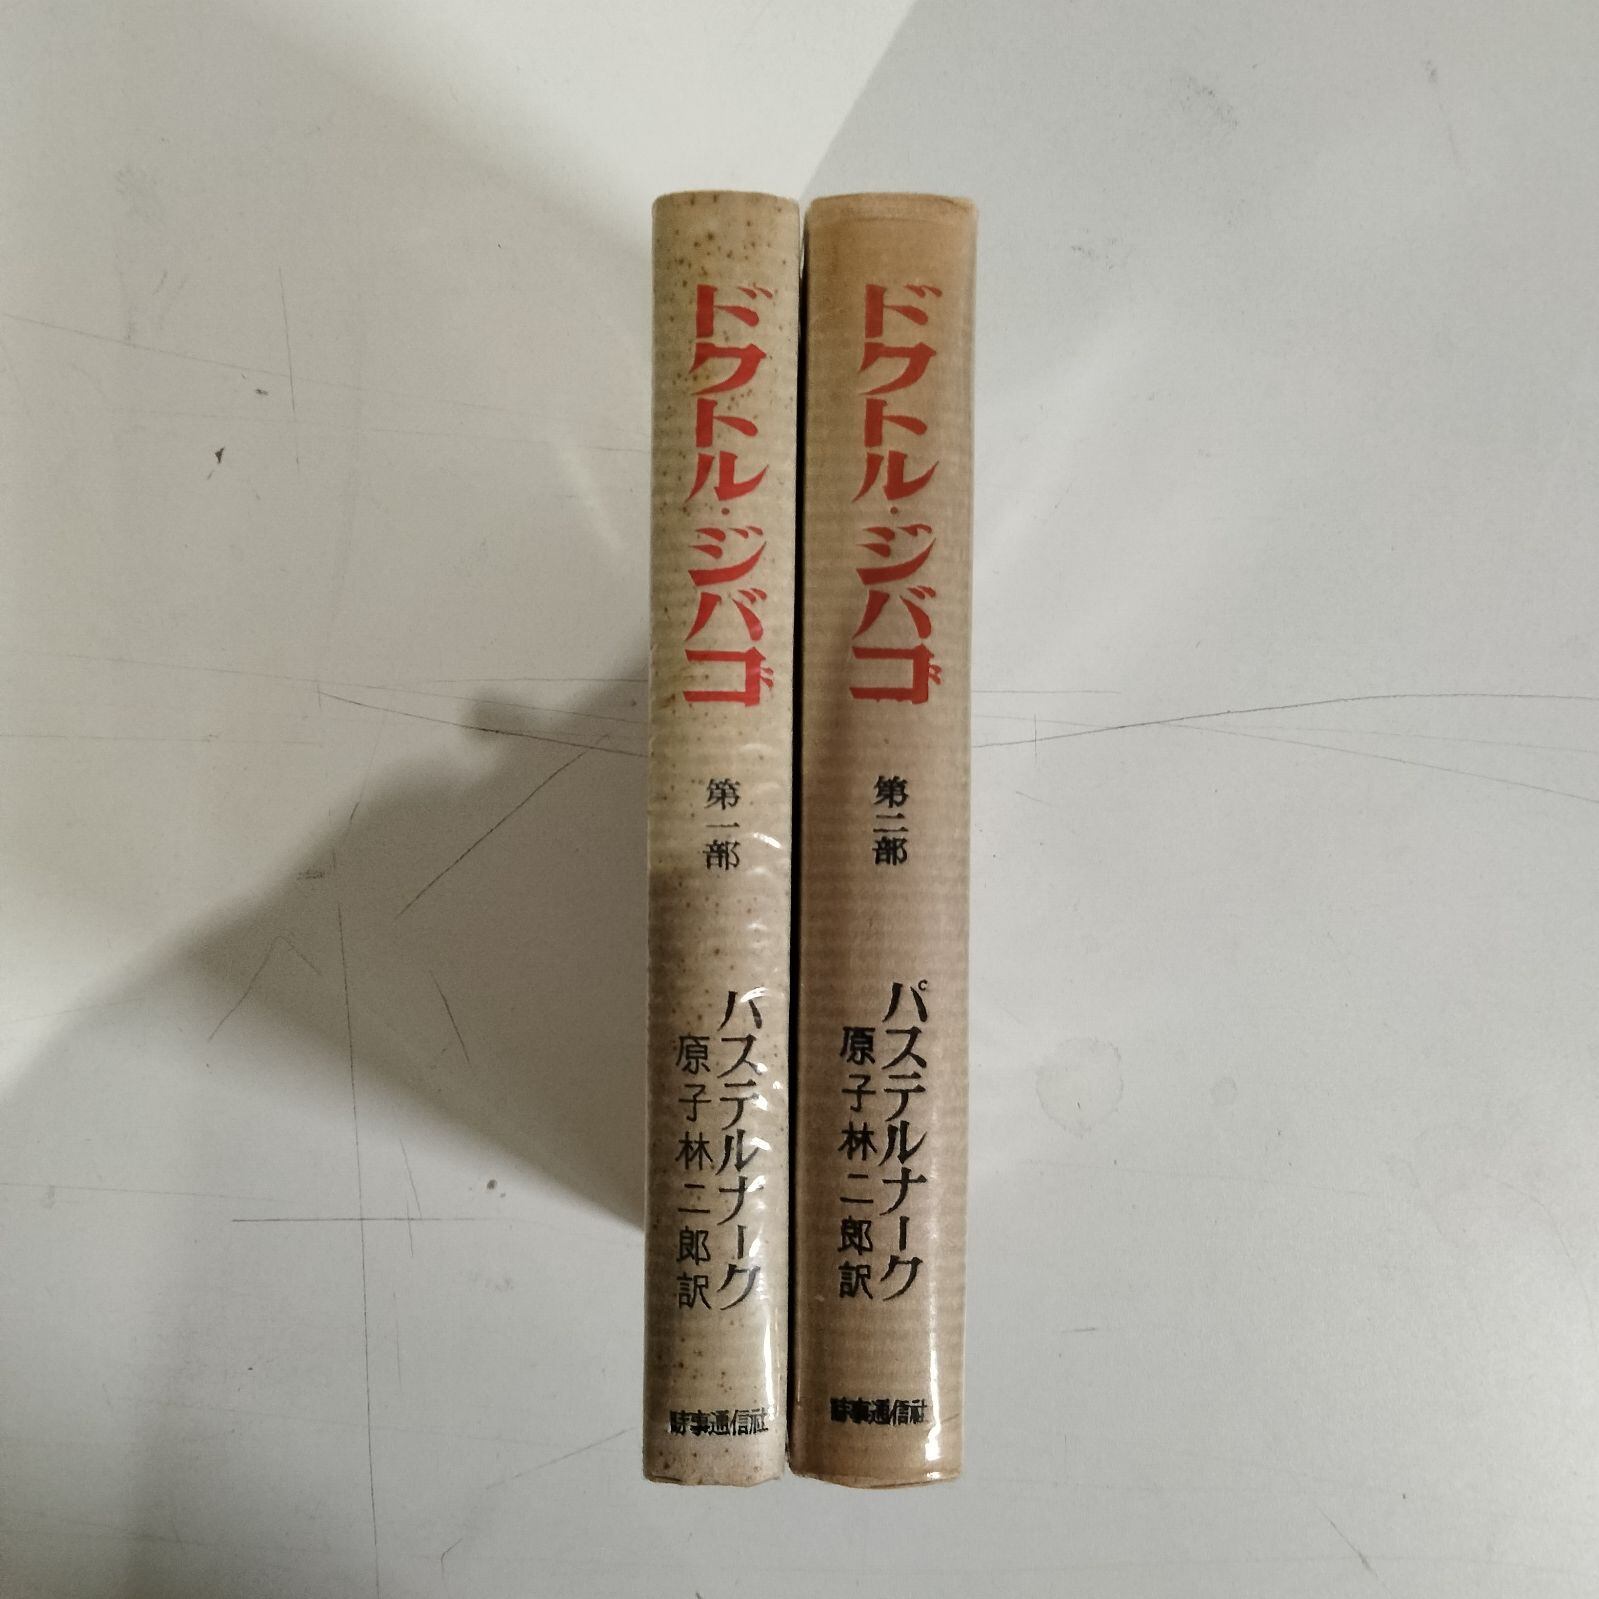 ドクトル・ジバゴ
第一部
パステルナーク
原子林二郎訳
時事通信社
ドクトル・ジバゴ
第二部
パステルナーク
原子林二郎訳
時事通信社